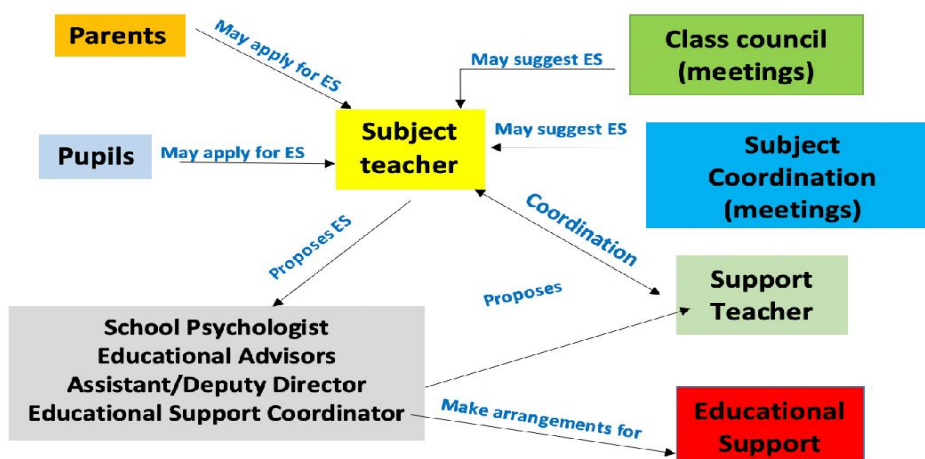 Parents
May apply for ES
Class council
(meetings)
May suggest ES
Subject
teacher
May suggest ES
Pupils
May apply for ES
Subject
Coordination
(meetings)
Coordination
Proposes ES
Proposes
Support
Teacher
School Psychologist
Educational Advisors
Assistant/Deputy Director
Educational Support Coordinator
Make arrangements for
Educational
Support